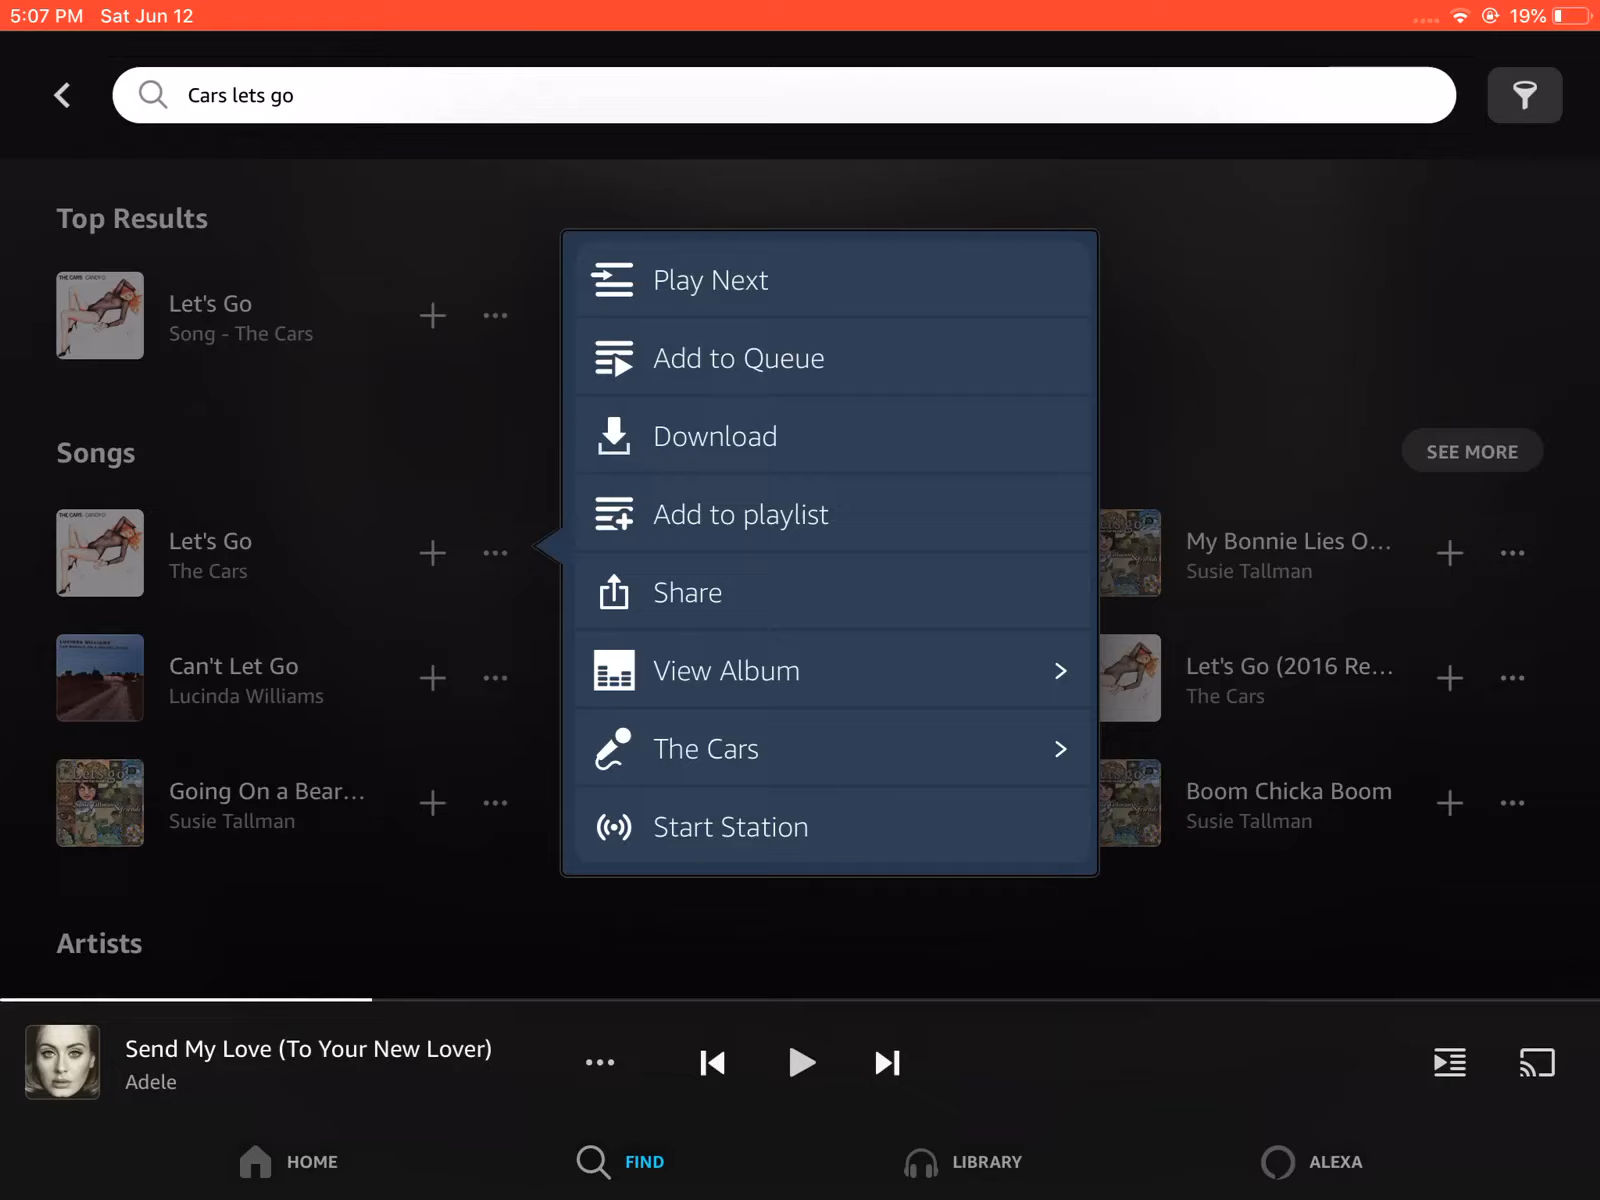 5:07 PM Sat Jun 12 19%
Cars lets go
Top Results
Let's Go
Song - The Cars
Songs
SEE MORE
Let's Go
The Cars
Can't Let Go
Lucinda Williams
Going On a Bear...
Susie Tallman
Play Next
Add to Queue
Download
Add to playlist
Share
View Album
The Cars
Start Station
My Bonnie Lies O...
Susie Tallman
Let's Go (2016 Re...
The Cars
Boom Chicka Boom
Susie Tallman
Artists
Send My Love (To Your New Lover)
Adele
HOME
FIND
LIBRARY
ALEXA